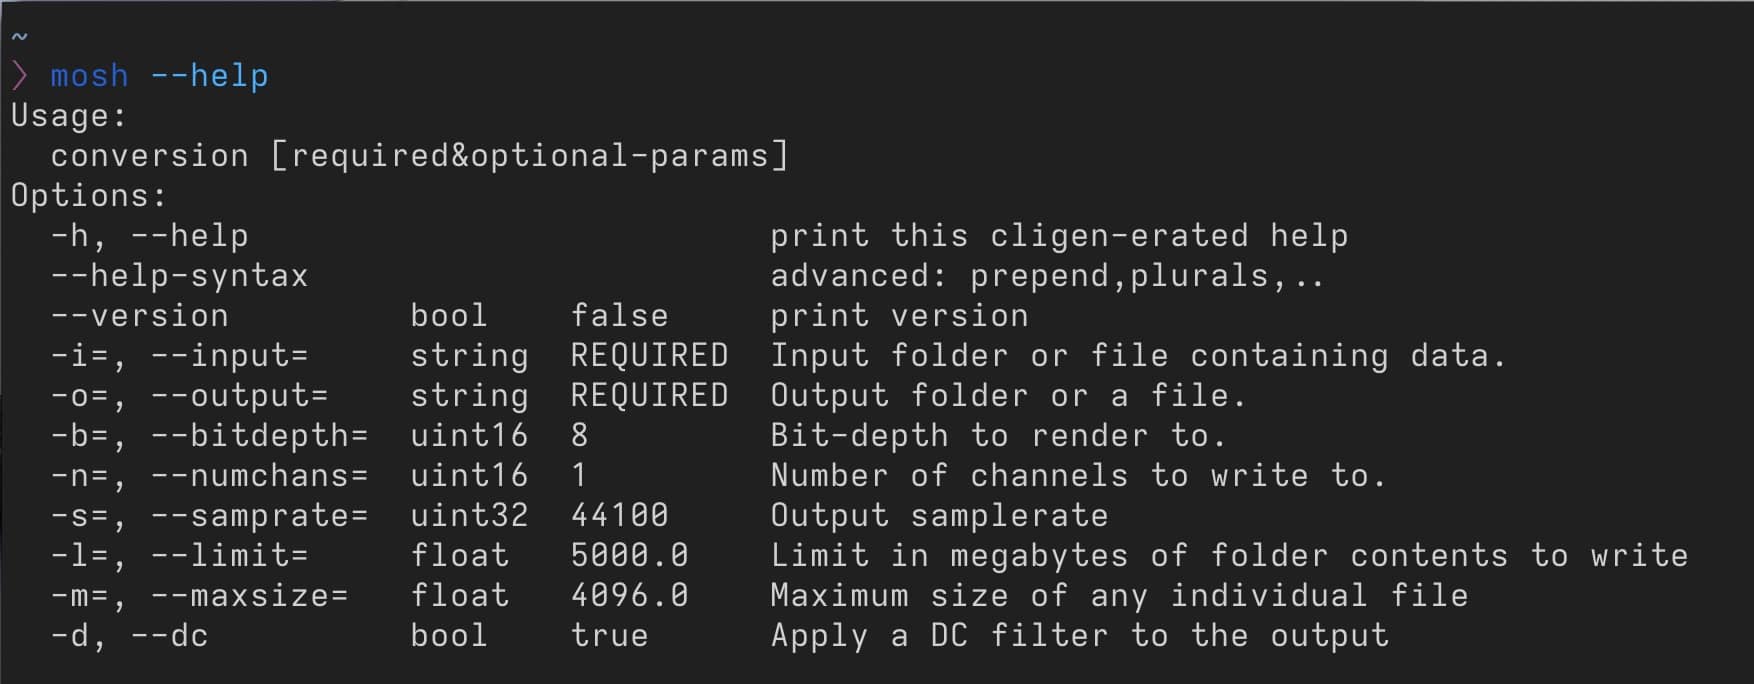 ~
❯ mosh --help
Usage:
  conversion [required&optional-params]
Options:
  -h, --help                          print this cligen-erated help
  --help-syntax                       advanced: prepend,plurals,..
  --version         bool    false     print version
  -i=, --input=     string  REQUIRED  Input folder or file containing data.
  -o=, --output=    string  REQUIRED  Output folder or a file.
  -b=, --bitdepth=  uint16  8         Bit-depth to render to.
  -n=, --numchans=  uint16  1         Number of channels to write to.
  -s=, --samprate=  uint32  44100     Output samplerate
  -l=, --limit=     float   5000.0    Limit in megabytes of folder contents to write
  -m=, --maxsize=   float   4096.0    Maximum size of any individual file
  -d, --dc          bool    true      Apply a DC filter to the output